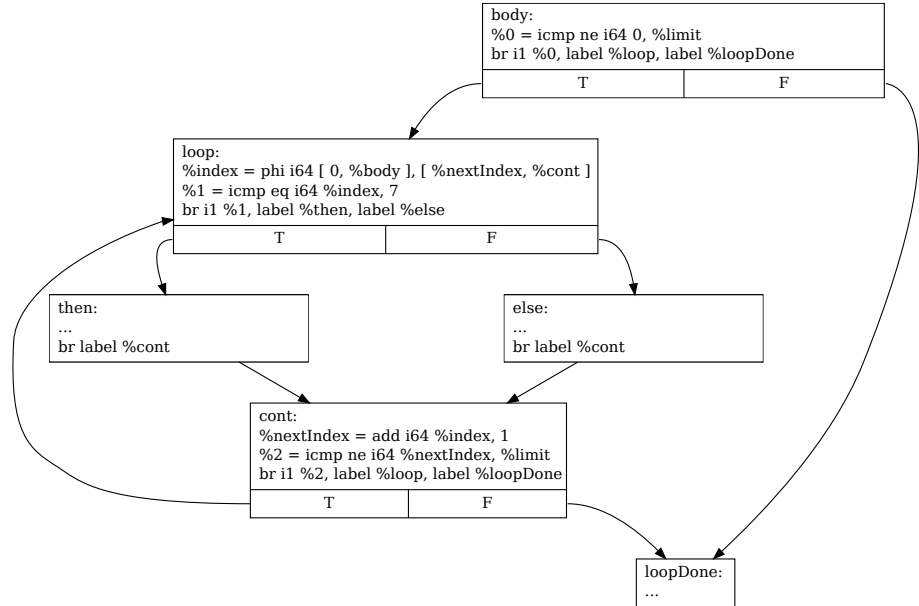 body:
%0 = icmp ne i64 0, %limit
br i1 %0, label %loop, label %loopDone
T
F
loop:
%index = phi i64 [ 0, %body ], [ %nextIndex, %cont ]
%1 = icmp eq i64 %index, 7
br i1 %1, label %then, label %else
T
F
then:
...
br label %cont
else:
...
br label %cont
cont:
%nextIndex = add i64 %index, 1
%2 = icmp ne i64 %nextIndex, %limit
br i1 %2, label %loop, label %loopDone
T
F
loopDone:
...